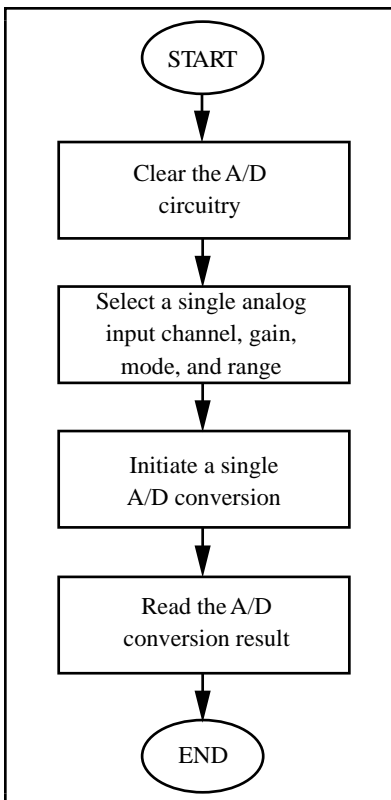 START
Clear the A/D
circuitry
Select a single analog
input channel, gain,
mode, and range
Initiate a single
A/D conversion
Read the A/D
conversion result
END